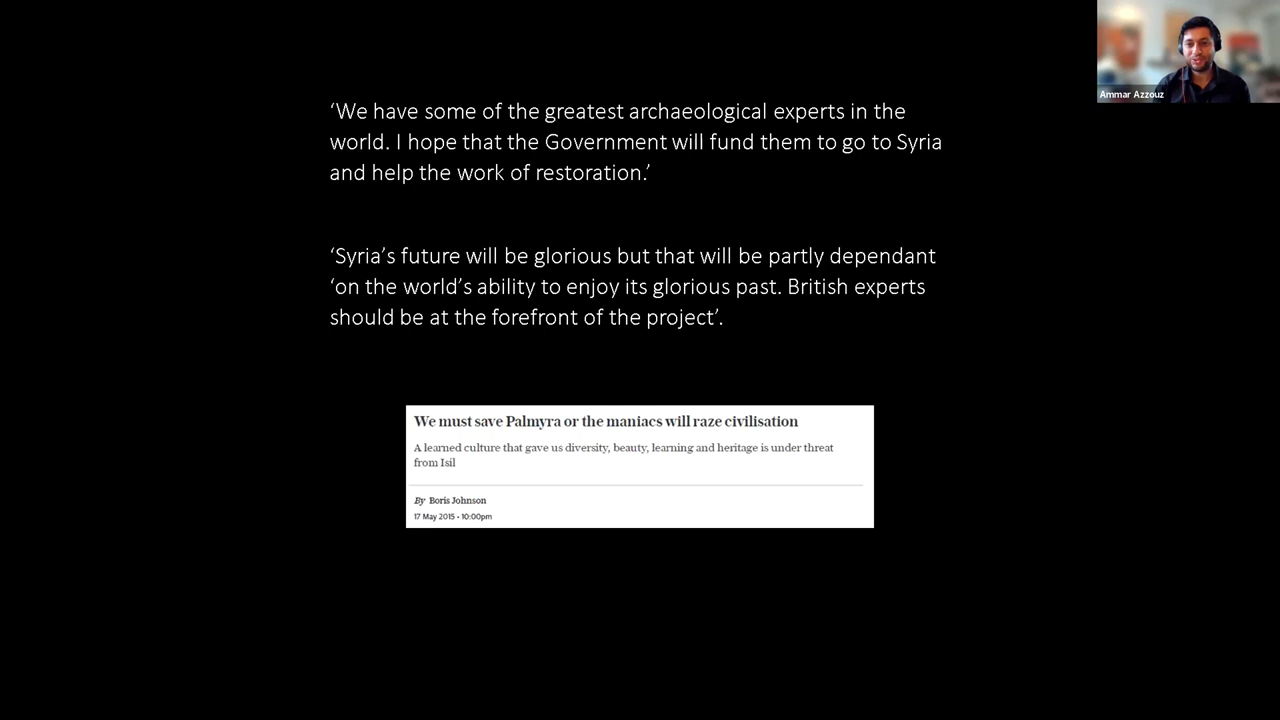 ‘We have some of the greatest archaeological experts in the
world. I hope that the Government will fund them to go to Syria
and help the work of restoration.’
‘Syria’s future will be glorious but that will be partly dependant
‘on the world’s ability to enjoy its glorious past. British experts
should be at the forefront of the project’.
We must save Palmyra or the maniacs will raze civilisation
A learned culture that gave us diversity, beauty, learning and heritage is under threat
from Isil
By Boris Johnson
17 May 2015 • 10:00pm
Ammar Azzouz